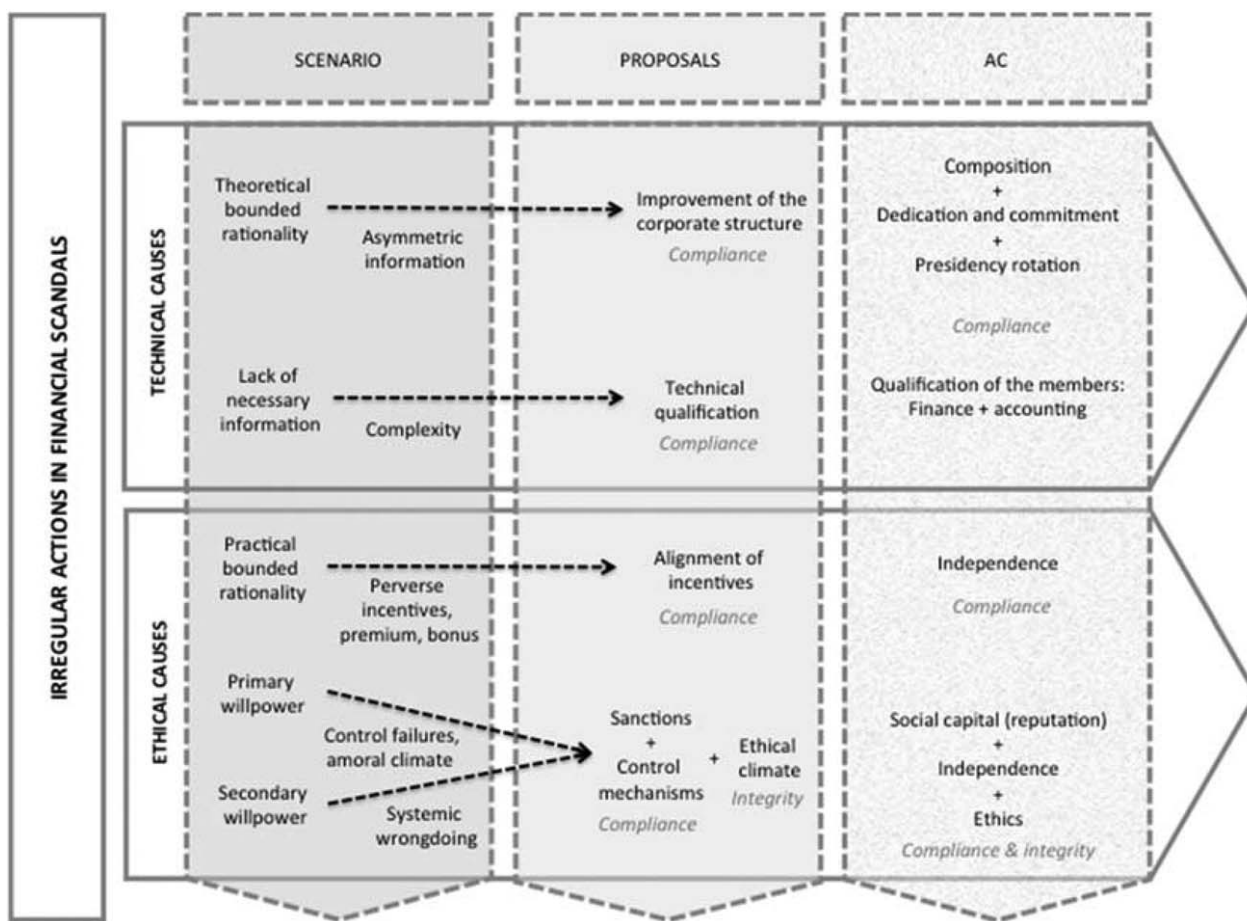 IRREGULAR ACTIONS IN FINANCIAL SCANDALS
SCENARIO
PROPOSALS
AC
TECHNICAL CAUSES
Theoretical
bounded
rationality
Asymmetric
information
Improvement of the
corporate structure
Compliance
Composition
+
Dedication and commitment
+
Presidency rotation
Compliance
Lack of
necessary
information
Complexity
Technical
qualification
Compliance
Qualification of the members:
Finance + accounting
ETHICAL CAUSES
Practical
bounded
rationality
Perverse
incentives,
premium, bonus
Alignment of
incentives
Compliance
Independence
Compliance
Primary
willpower
Control failures,
amoral climate
Secondary
willpower
Systemic
wrongdoing
Sanctions
+
Control
mechanisms
Compliance
+
Ethical
climate
Integrity
Social capital (reputation)
+
Independence
+
Ethics
Compliance & integrity